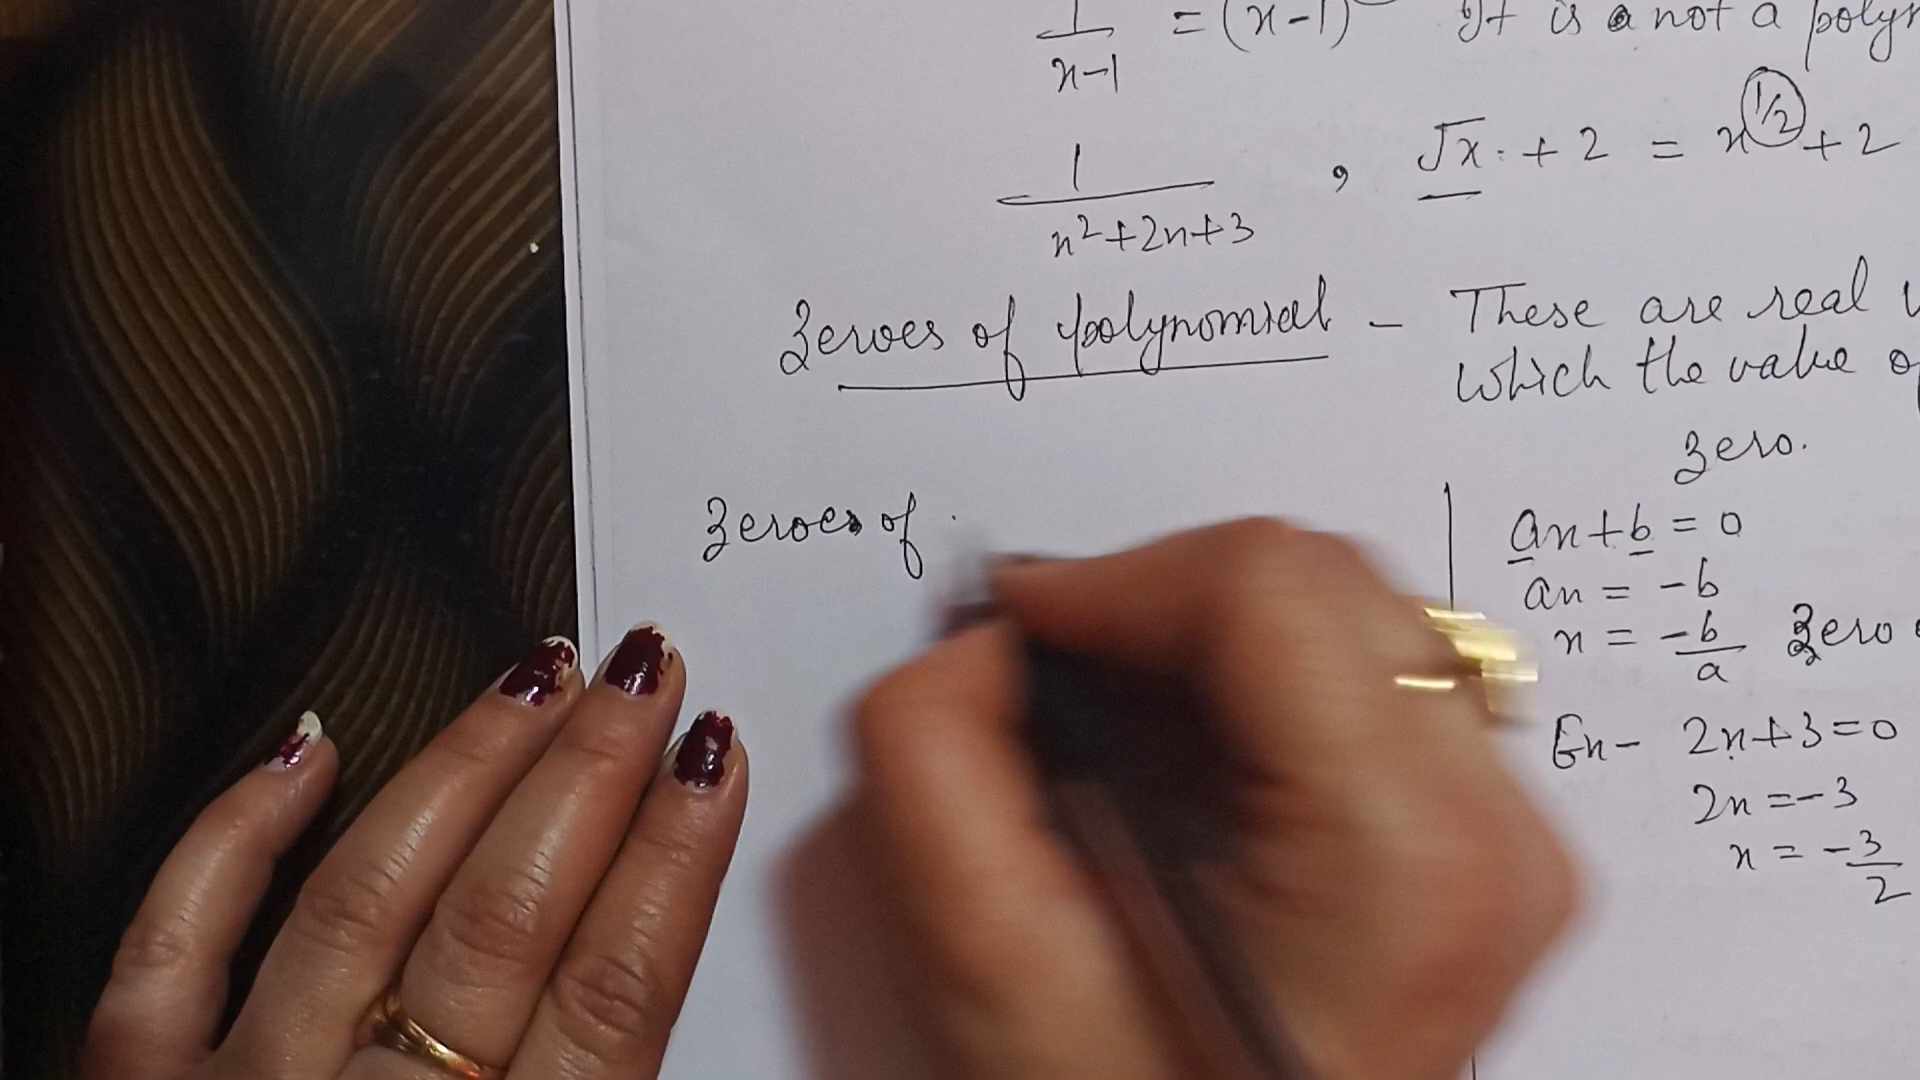 1/(x-1) = (x-1) It is a not a
1/(x²+2x+3) , √x + 2 = x^(1/2) + 2
Zeroes of polynomial - These are real
which the value
zero.
Zeroes of
ax+b = 0
ax = -b
x = -b/a Zero
Ex- 2x+3=0
2x = -3
x = -3/2